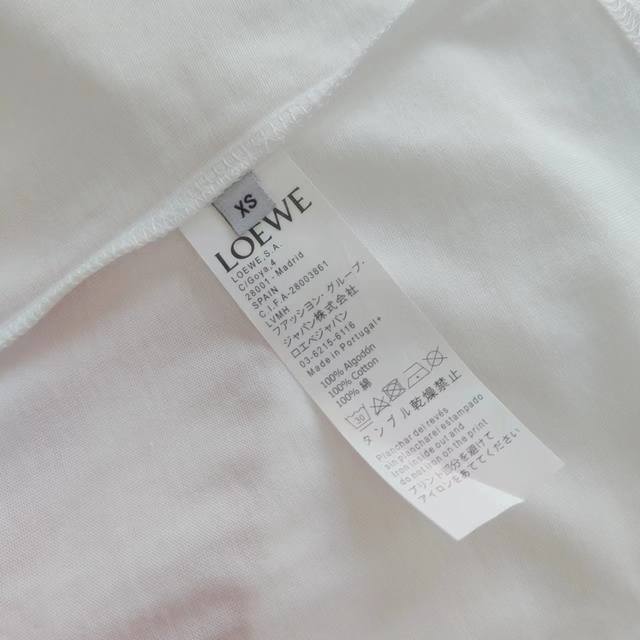 XS
LOEWE
LOEWE,S.A.
C/Goya 4
28001- Madrid
SPAIN
C.I.F.A-28003861
ファッション グループ・
ジャパン株式会社
ロエベジャパン
03-6215-6116
Made in Portugal+
100% Algodón
100% Cotton
100% 綿
30
タンブル乾燥禁止
Planchar del revés
sin planchar el estampado
Iron inside out and
do not iron on the print
プリント部分を避けて
アイロンをあててください